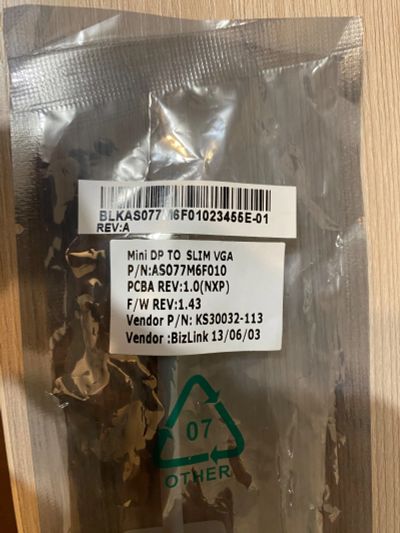 BLKAS077M6F01023455E-01
REV:A
Mini DP TO SLIM VGA
P/N:AS077M6F010
PCBA REV:1.0(NXP)
F/W REV:1.43
Vendor P/N: KS30032-113
Vendor :BizLink 13/06/03
07
OTHER